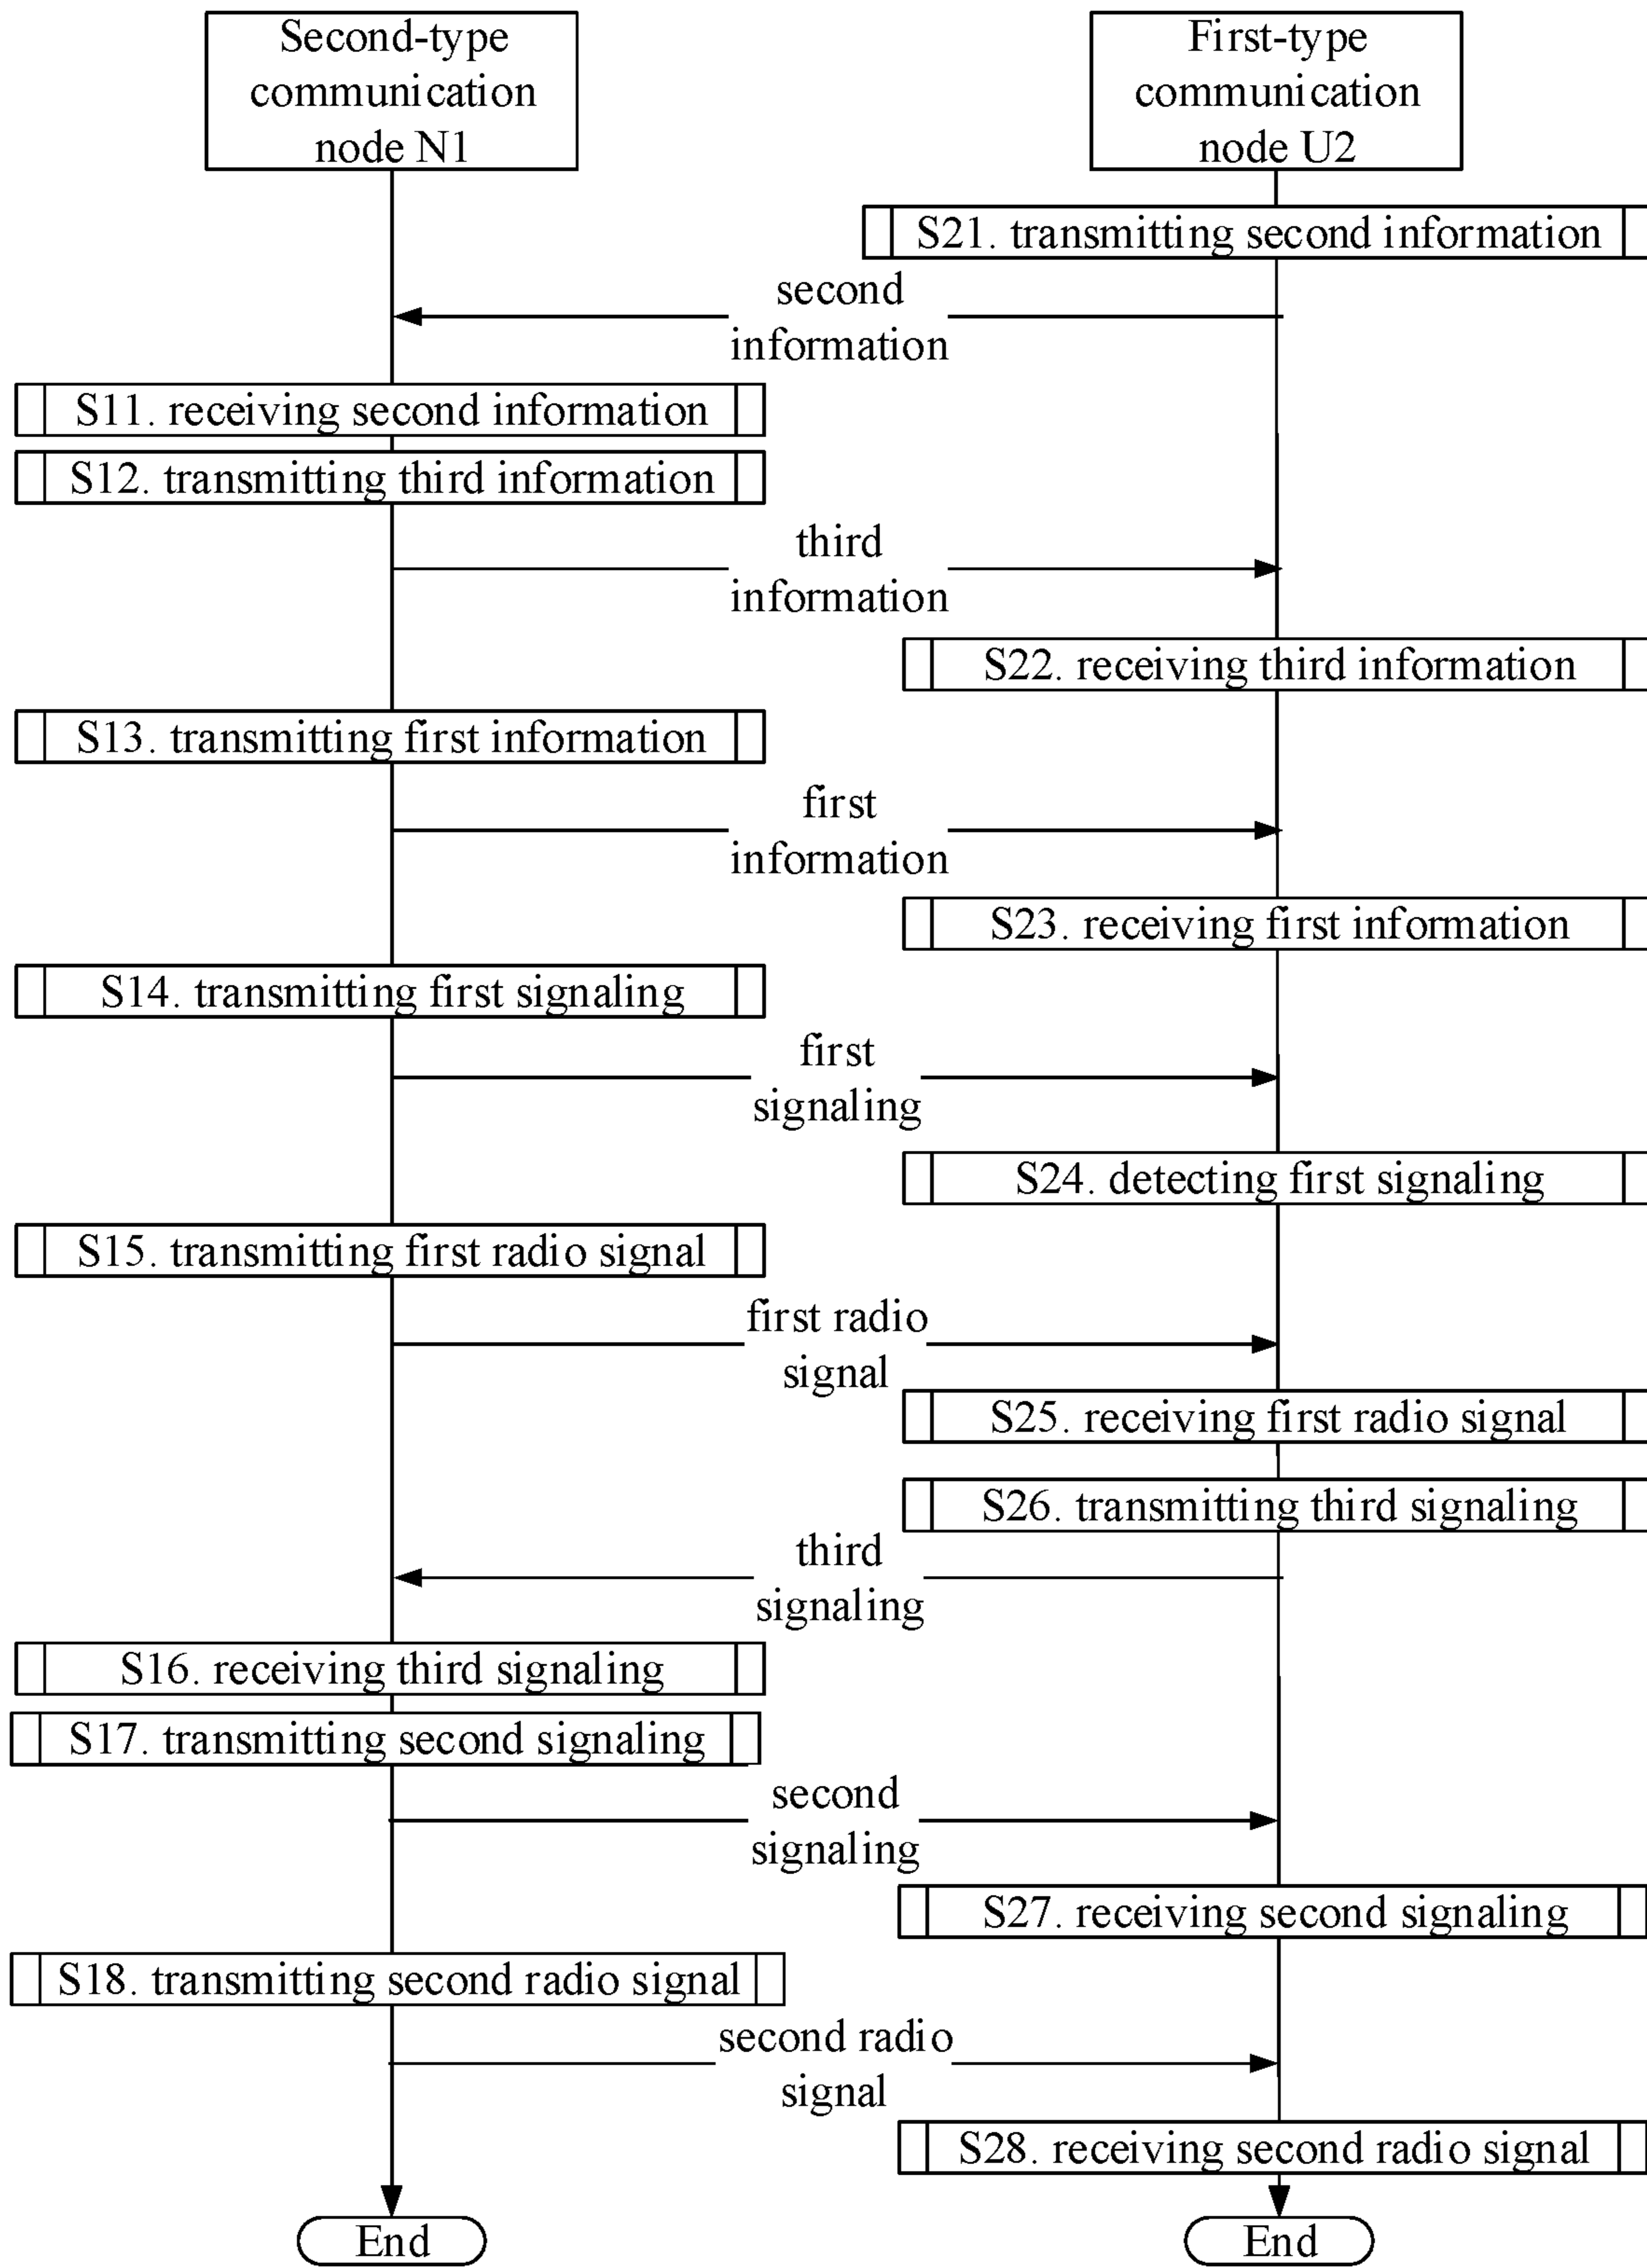 Second-type
communication
node N1
First-type
communication
node U2
S21. transmitting second information
second
information
S11. receiving second information
S12. transmitting third information
third
information
S22. receiving third information
S13. transmitting first information
first
information
S23. receiving first information
S14. transmitting first signaling
first
signaling
S24. detecting first signaling
S15. transmitting first radio signal
first radio
signal
S25. receiving first radio signal
S26. transmitting third signaling
third
signaling
S16. receiving third signaling
S17. transmitting second signaling
second
signaling
S27. receiving second signaling
S18. transmitting second radio signal
second radio
signal
S28. receiving second radio signal
End
End